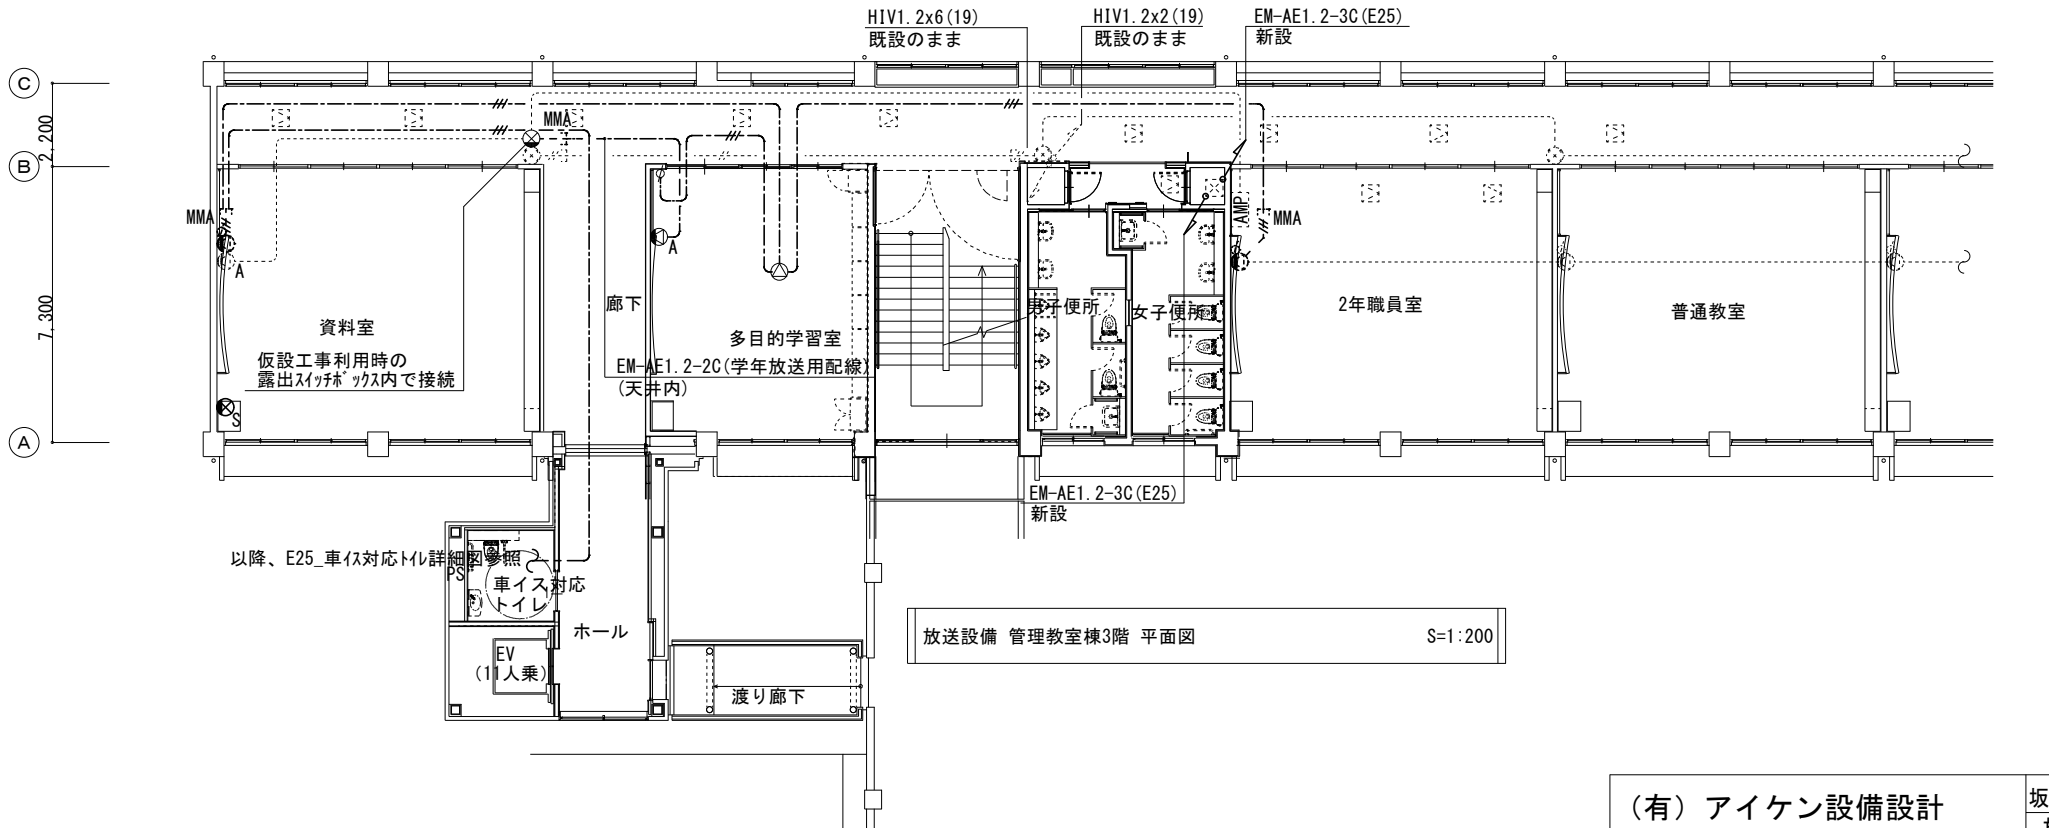 HIV1.2x6(19)
既設のまま
HIV1.2x2(19)
既設のまま
EM-AE1.2-3C(E25)
新設
C
2,200
B
7,300
A
MMA
MMA
MMA
AMP
A
A
S
資料室
仮設工事利用時の
露出スイッチボックス内で接続
廊下
多目的学習室
EM-AE1.2-2C(学年放送用配線)
(天井内)
男子便所
女子便所
2年職員室
普通教室
EM-AE1.2-3C(E25)
新設
以降、E25_車イス対応トイレ詳細図参照
PS
車イス対応
トイレ
ホール
EV
(11人乗)
渡り廊下
放送設備 管理教室棟3階 平面図 S=1:200
(有) アイケン設備設計
坂